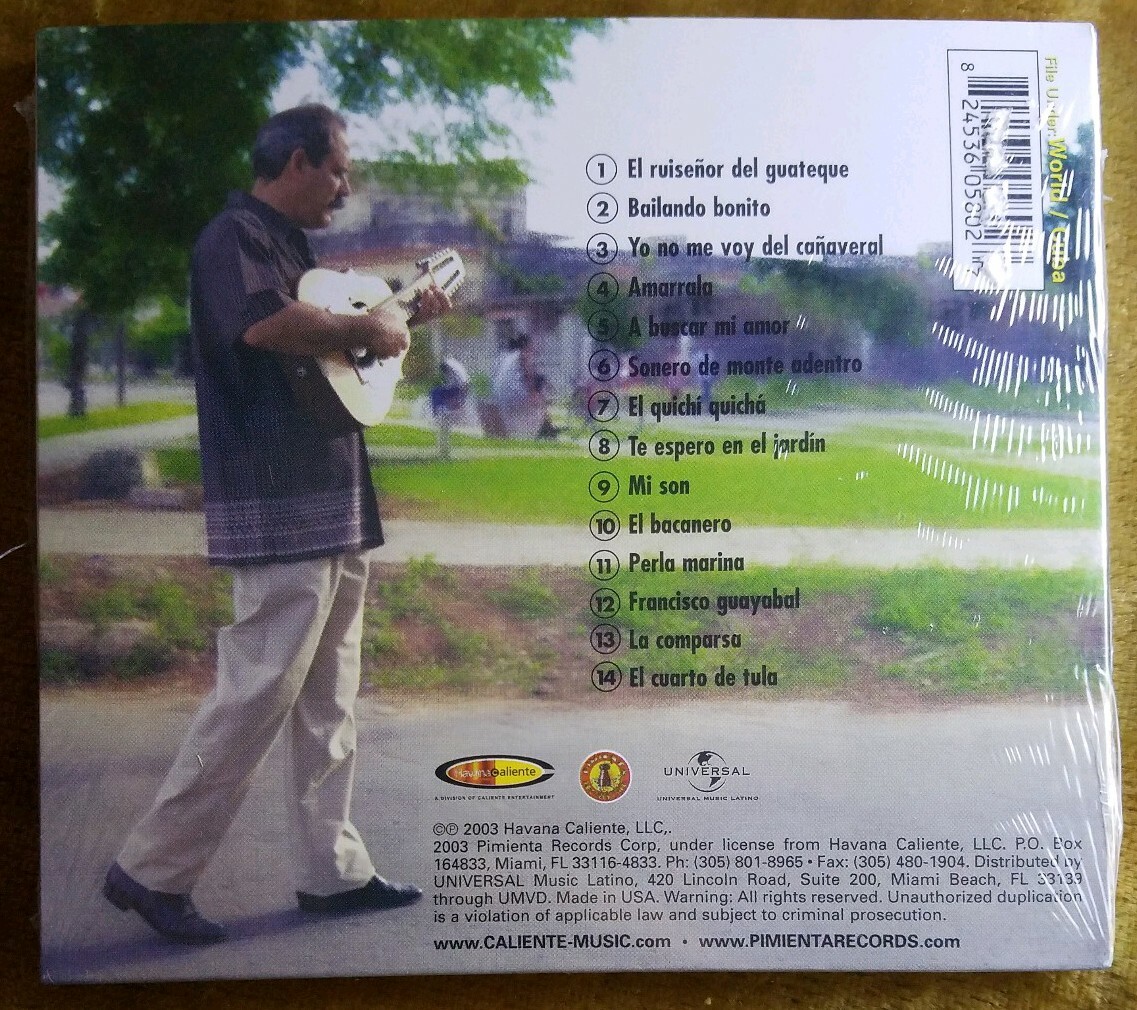 File Under World / Cuba
8 24536 05802
1 El ruiseñor del guateque
2 Bailando bonito
3 Yo no me voy del cañaveral
4 Amarrala
5 A buscar mi amor
6 Sonero de monte adentro
7 El quichí quichá
8 Te espero en el jardín
9 Mi son
10 El bacanero
11 Perla marina
12 Francisco guayabal
13 La comparsa
14 El cuarto de tula
Havana Caliente
A DIVISION OF CALIENTE ENTERTAINMENT
UNIVERSAL
UNIVERSAL MUSIC LATINO
©℗ 2003 Havana Caliente, LLC,.
2003 Pimienta Records Corp, under license from Havana Caliente, LLC. P.O. Box
164833, Miami, FL 33116-4833. Ph: (305) 801-8965 • Fax: (305) 480-1904. Distributed by
UNIVERSAL Music Latino, 420 Lincoln Road, Suite 200, Miami Beach, FL 33139
through UMVD. Made in USA. Warning: All rights reserved. Unauthorized duplication
is a violation of applicable law and subject to criminal prosecution.
www.CALIENTE-MUSIC.com • www.PIMIENTARECORDS.com